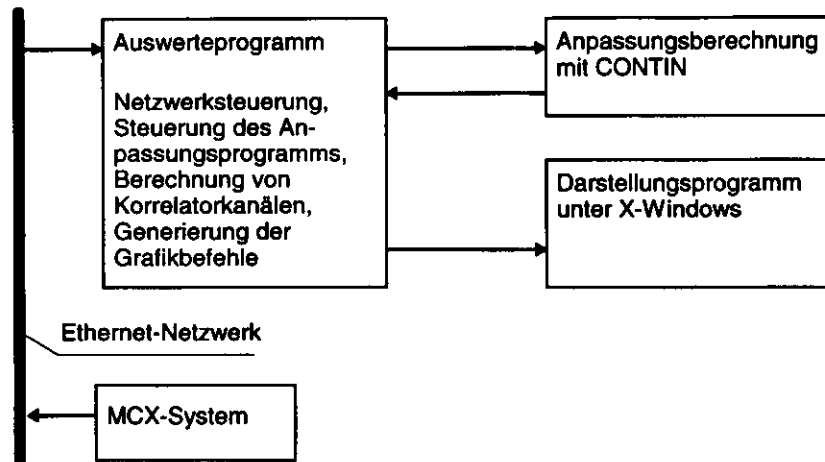 Auswerteprogramm
Netzwerksteuerung,
Steuerung des An-
passungsprogramms,
Berechnung von
Korrelatorkanälen,
Generierung der
Grafikbefehle
Anpassungsberechnung
mit CONTIN
Darstellungsprogramm
unter X-Windows
Ethernet-Netzwerk
MCX-System